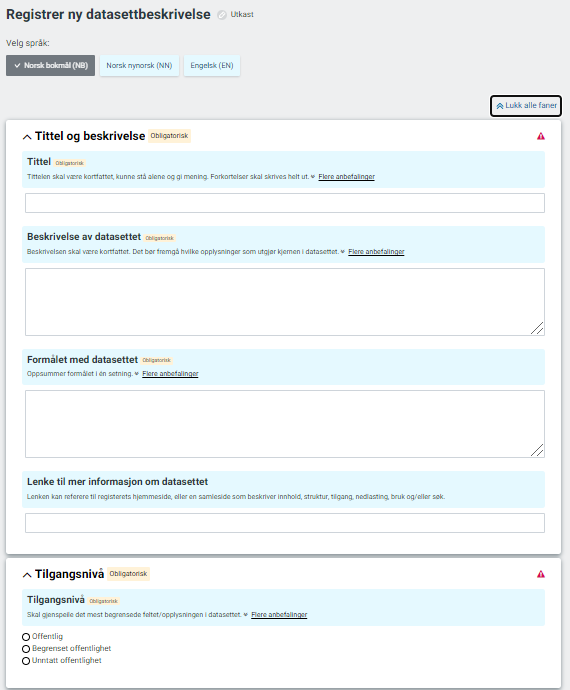 Registrer ny datasettbeskrivelse Utkast
Velg språk:
Norsk bokmål (NB) Norsk nynorsk (NN) Engelsk (EN)
Lukk alle faner
Tittel og beskrivelse Obligatorisk
Tittel Obligatorisk
Tittelen skal være kortfattet, kunne stå alene og gi mening. Forkortelser skal skrives helt ut. Flere anbefalinger
Beskrivelse av datasettet Obligatorisk
Beskrivelsen skal være kortfattet. Det bør fremgå hvilke opplysninger som utgjør kjernen i datasettet. Flere anbefalinger
Formålet med datasettet Obligatorisk
Oppsummer formålet i én setning. Flere anbefalinger
Lenke til mer informasjon om datasettet
Lenken kan referere til registerets hjemmeside, eller en samleside som beskriver innhold, struktur, tilgang, nedlasting, bruk og/eller søk.
Tilgangsnivå Obligatorisk
Tilgangsnivå Obligatorisk
Skal gjenspeile det mest begrensede feltet/opplysningen i datasettet. Flere anbefalinger
Offentlig
Begrenset offentlighet
Unntatt offentlighet